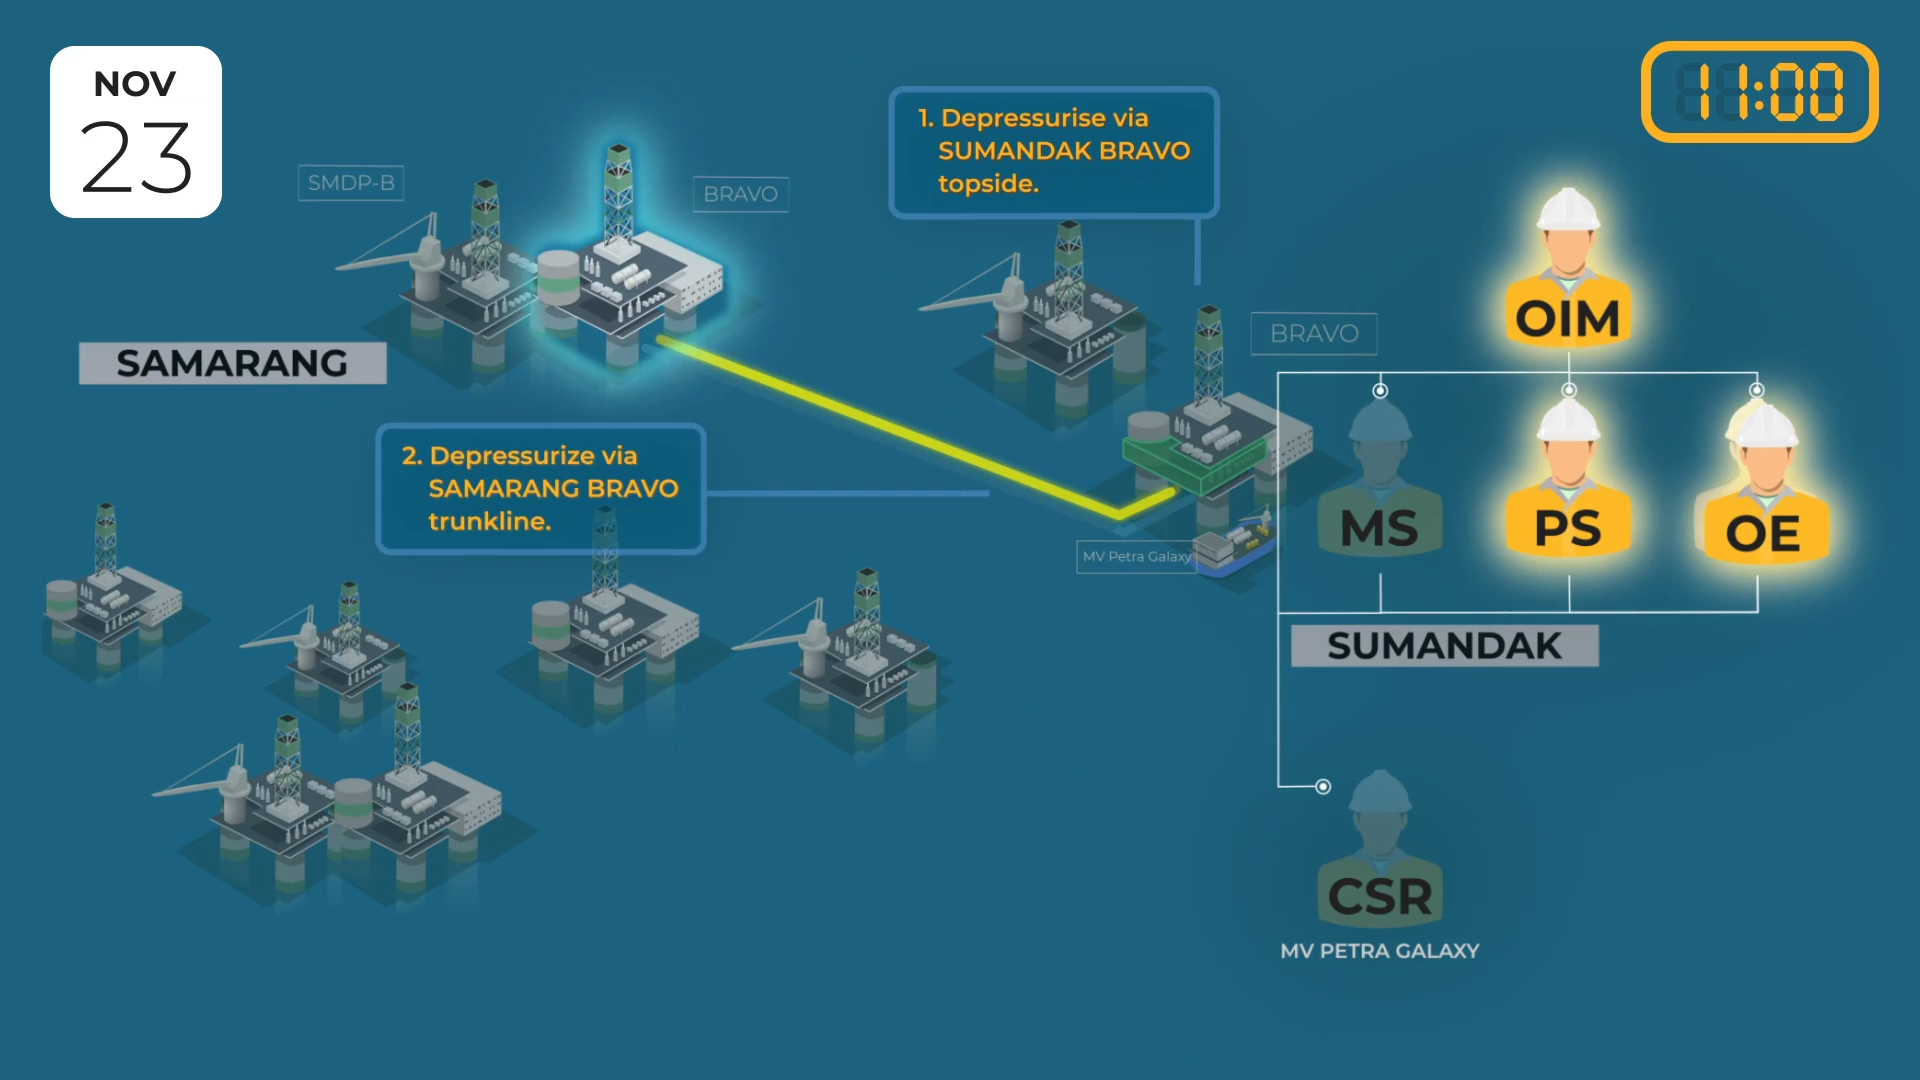 NOV
23
11:00
1. Depressurise via
SUMANDAK BRAVO
topside.
SMDP-B
BRAVO
OIM
BRAVO
SAMARANG
2. Depressurize via
SAMARANG BRAVO
trunkline.
MS
PS
OE
MV Petra Galaxy
SUMANDAK
CSR
MV PETRA GALAXY